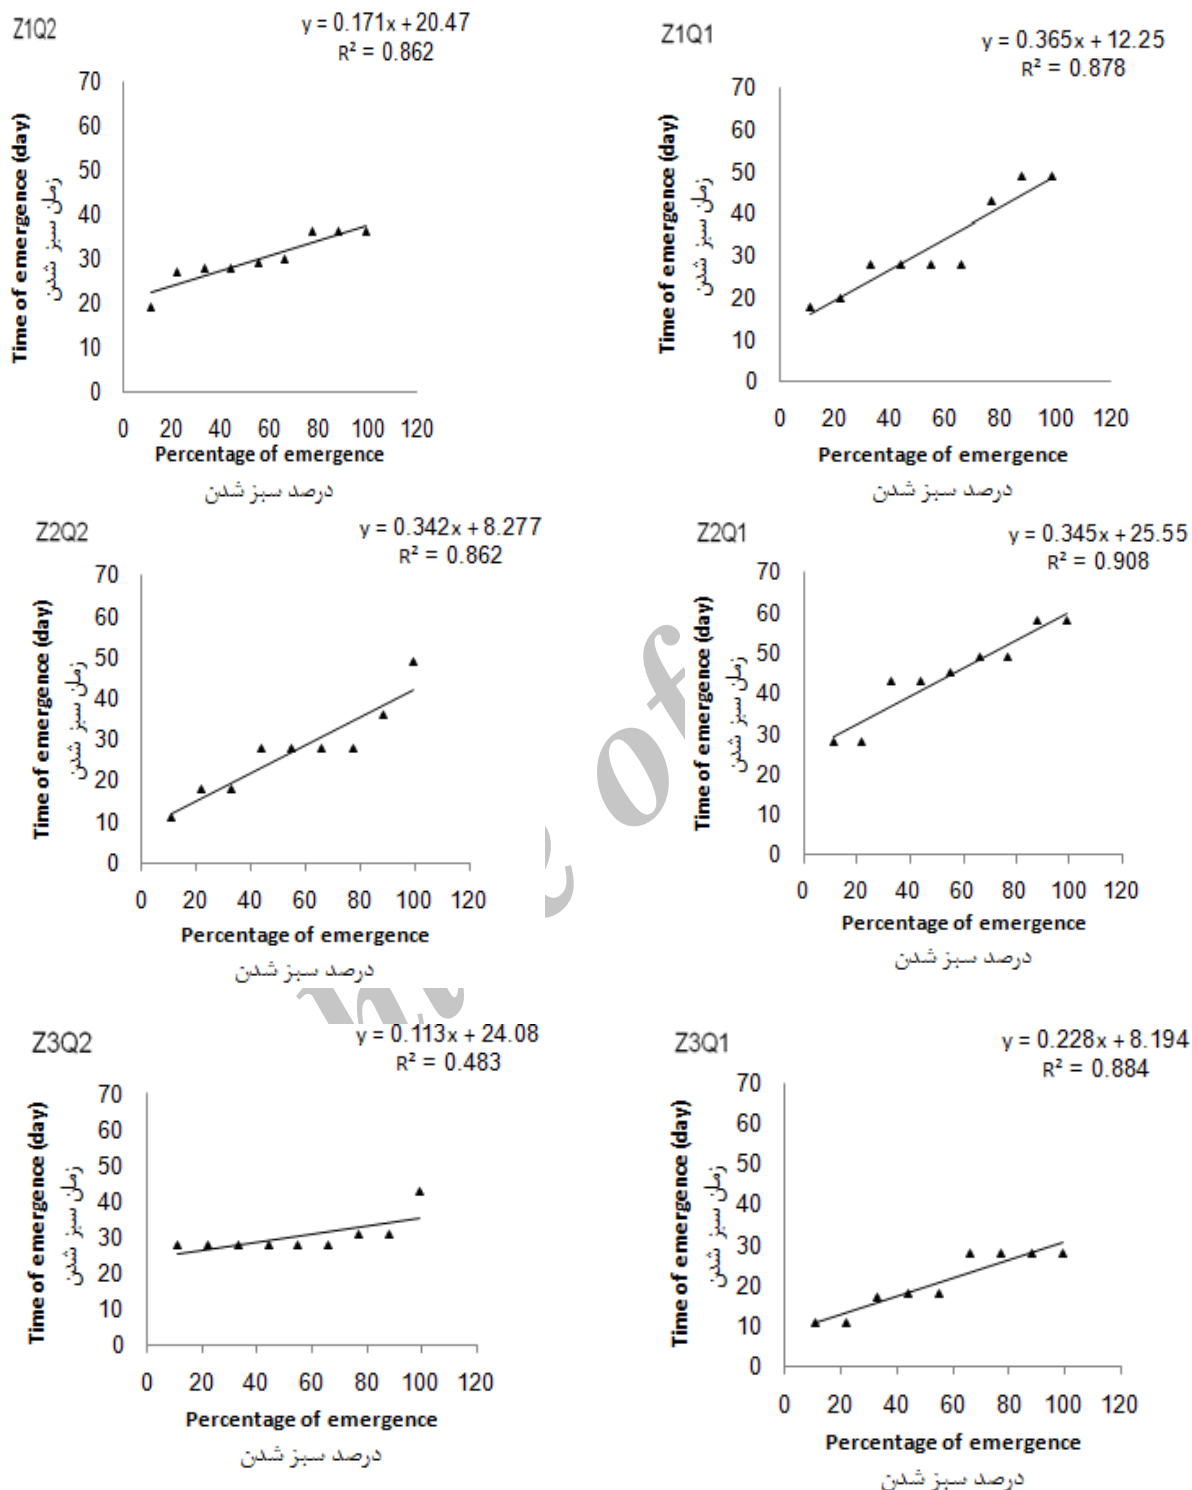 Z1Q2
y = 0.171x + 20.47
R² = 0.862
Time of emergence (day)
زمان سبز شدن
70
60
50
40
30
20
10
0
0 20 40 60 80 100 120
Percentage of emergence
درصد سبز شدن
Z1Q1
y = 0.365x + 12.25
R² = 0.878
Time of emergence (day)
زمان سبز شدن
70
60
50
40
30
20
10
0
0 20 40 60 80 100 120
Percentage of emergence
درصد سبز شدن
Z2Q2
y = 0.342x + 8.277
R² = 0.862
Time of emergence (day)
زمان سبز شدن
70
60
50
40
30
20
10
0
0 20 40 60 80 100 120
Percentage of emergence
درصد سبز شدن
Z2Q1
y = 0.345x + 25.55
R² = 0.908
Time of emergence (day)
زمان سبز شدن
70
60
50
40
30
20
10
0
0 20 40 60 80 100 120
Percentage of emergence
درصد سبز شدن
of
Z3Q2
y = 0.113x + 24.08
R² = 0.483
Time of emergence (day)
زمان سبز شدن
70
60
50
40
30
20
10
0
0 20 40 60 80 100 120
Percentage of emergence
درصد سبز شدن
Z3Q1
y = 0.228x + 8.194
R² = 0.884
Time of emergence (day)
زمان سبز شدن
70
60
50
40
30
20
10
0
0 20 40 60 80 100 120
Percentage of emergence
درصد سبز شدن